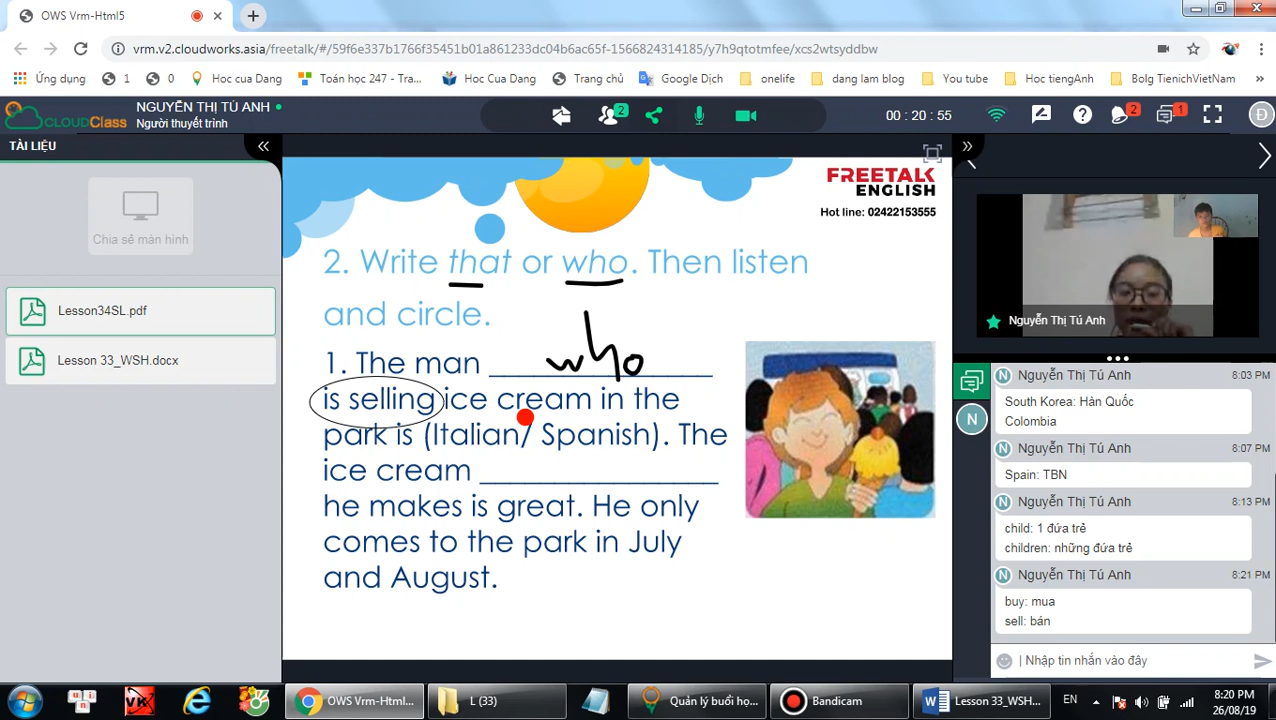 OWS Vrm-Html5
vrm.v2.cloudworks.asia/freetalk/#/59f6e337b1766f35451b01a861233dc04b6ac65f-1566824314185/y7h9qtotmfee/xcs2wtsyddbw
Ứng dụng
1
0
Hoc cua Dang
Toán học 247 - Tra...
Hoc Cua Dang
Trang chủ
Google Dịch
onelife
dang lam blog
You tube
Học tiengAnh
Bolg TienichVietNam
»
CLOUDClass
NGUYỄN THỊ TÚ ANH
Người thuyết trình
2
00 : 20 : 55
2
1
Đ
TÀI LIỆU
Chia sẻ màn hình
Lesson34SL.pdf
Lesson 33_WSH.docx
FREETALK
ENGLISH
Hot line: 02422153555
2. Write that or who. Then listen
and circle.
1. The man ______________ who
is selling ice cream in the
park is (Italian/ Spanish). The
ice cream _______________
he makes is great. He only
comes to the park in July
and August.
Nguyễn Thị Tú Anh
N
N Nguyễn Thị Tú Anh 8:03 PM
South Korea: Hàn Quốc
Colombia
N Nguyễn Thị Tú Anh 8:07 PM
Spain: TBN
N Nguyễn Thị Tú Anh 8:13 PM
child: 1 đứa trẻ
children: những đứa trẻ
N Nguyễn Thị Tú Anh 8:21 PM
buy: mua
sell: bán
Nhập tin nhắn vào đây
OWS Vrm-Html...
L (33)
Quản lý buổi họ...
Bandicam
Lesson 33_WSH...
EN
8:20 PM
26/08/19